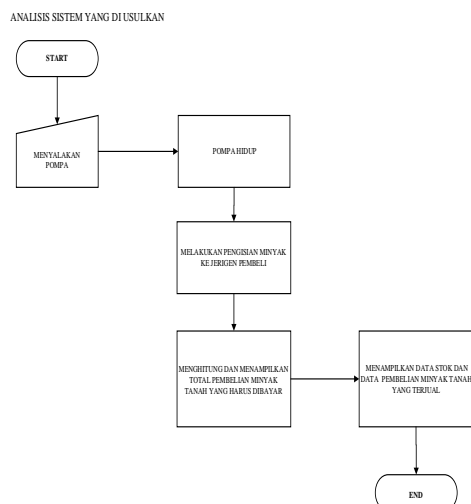 ANALISIS SISTEM YANG DI USULKAN
START
MENYALAKAN
POMPA
POMPA HIDUP
MELAKUKAN PENGISIAN MINYAK
KE JERIGEN PEMBELI
MENGHITUNG DAN MENAMPILKAN
TOTAL PEMBELIAN MINYAK
TANAH YANG HARUS DIBAYAR
MENAMPILKAN DATA STOK DAN
DATA PEMBELIAN MINYAK TANAH
YANG TERJUAL
END